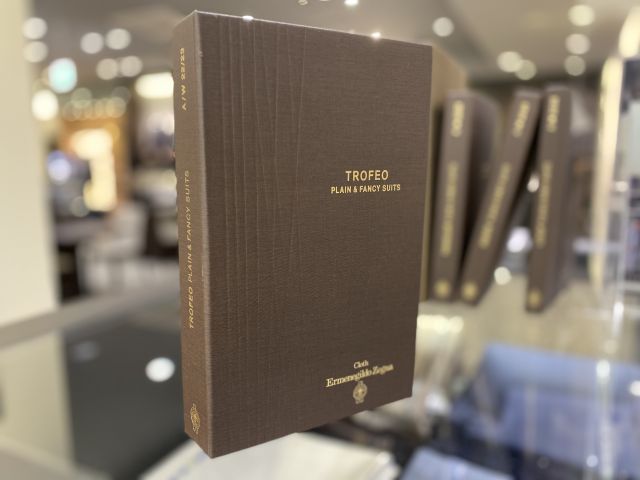 A/W 22/23
TROFEO PLAIN & FANCY SUITS
TROFEO
PLAIN & FANCY SUITS
Cloth
Ermenegildo Zegna